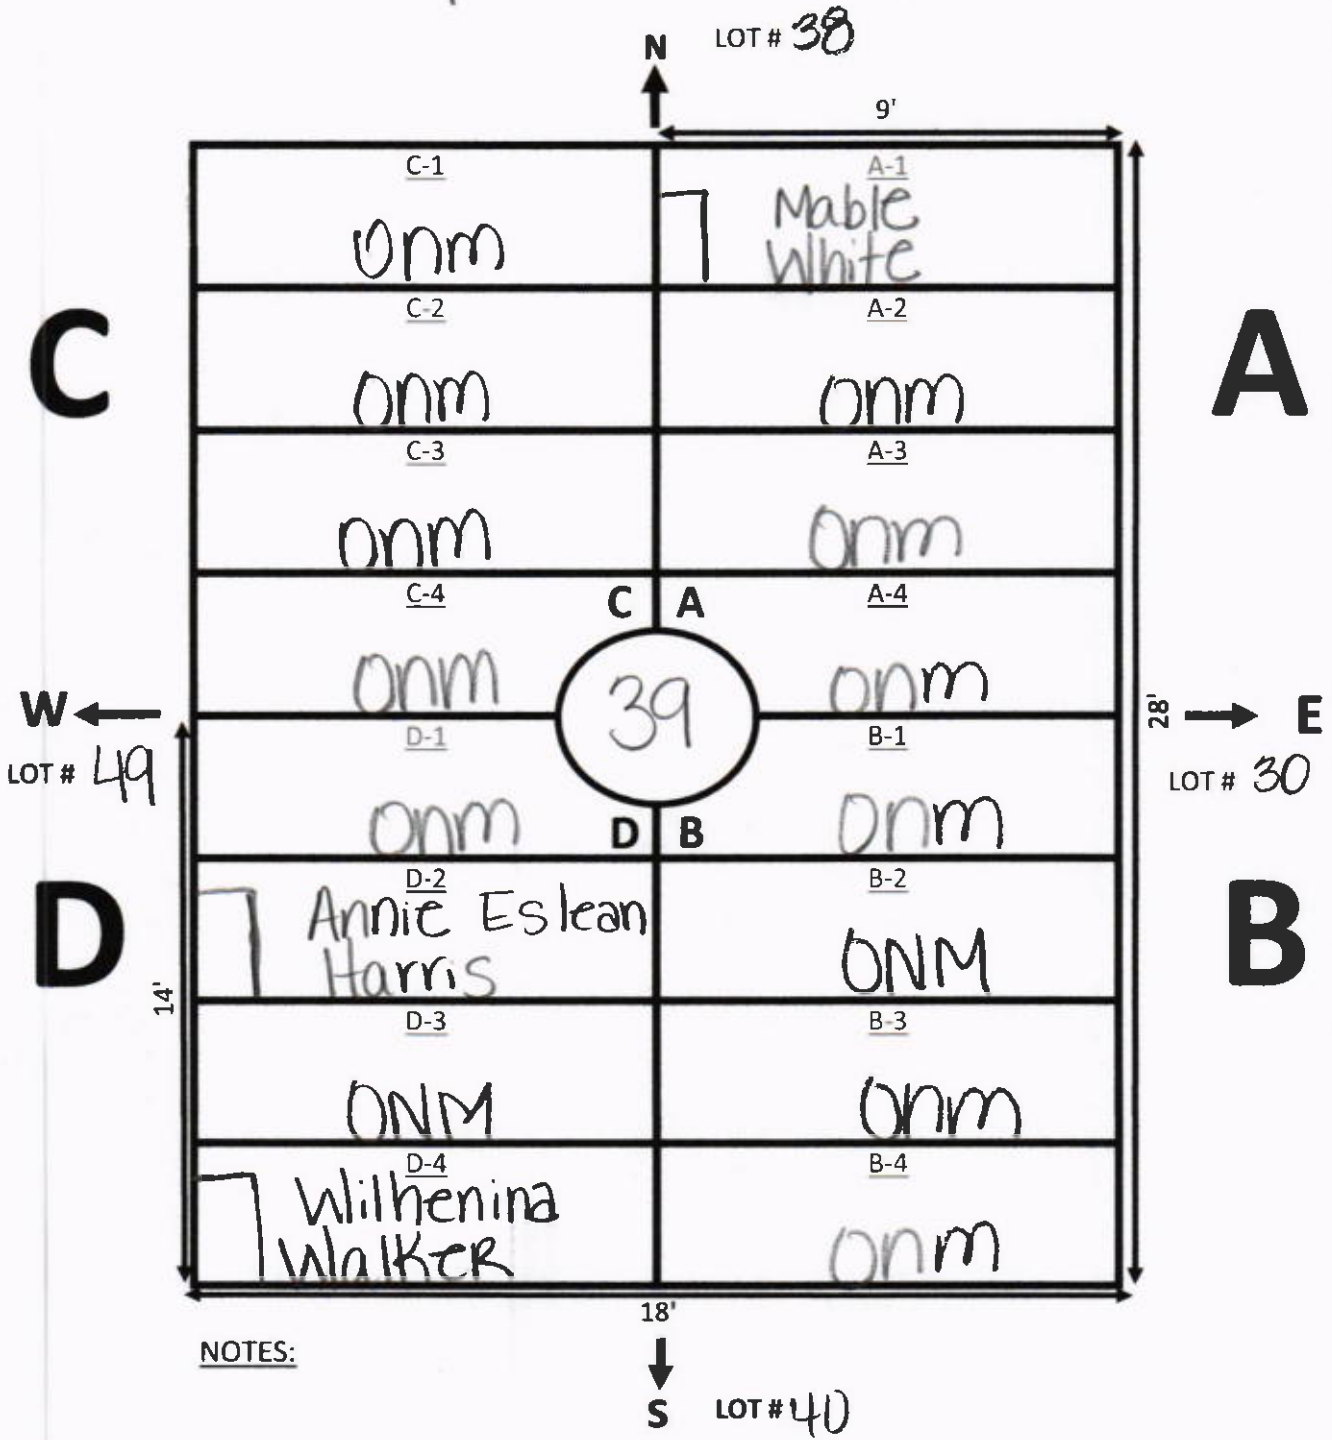 LOT # 38
N
9'
C-1
Onm
A-1
Mable
White
C-2
Onm
A-2
Onm
C
A
C-3
Onm
A-3
Onm
C-4
Onm
C A
A-4
Onm
39
W
LOT # 49
28'
E
LOT # 30
D-1
Onm
D B
B-1
Onm
D-2
Annie Eslean
Harris
B-2
ONM
D
B
14'
D-3
ONM
B-3
Onm
D-4
Wilhenina
Walker
B-4
Onm
18'
NOTES:
S
LOT # 40